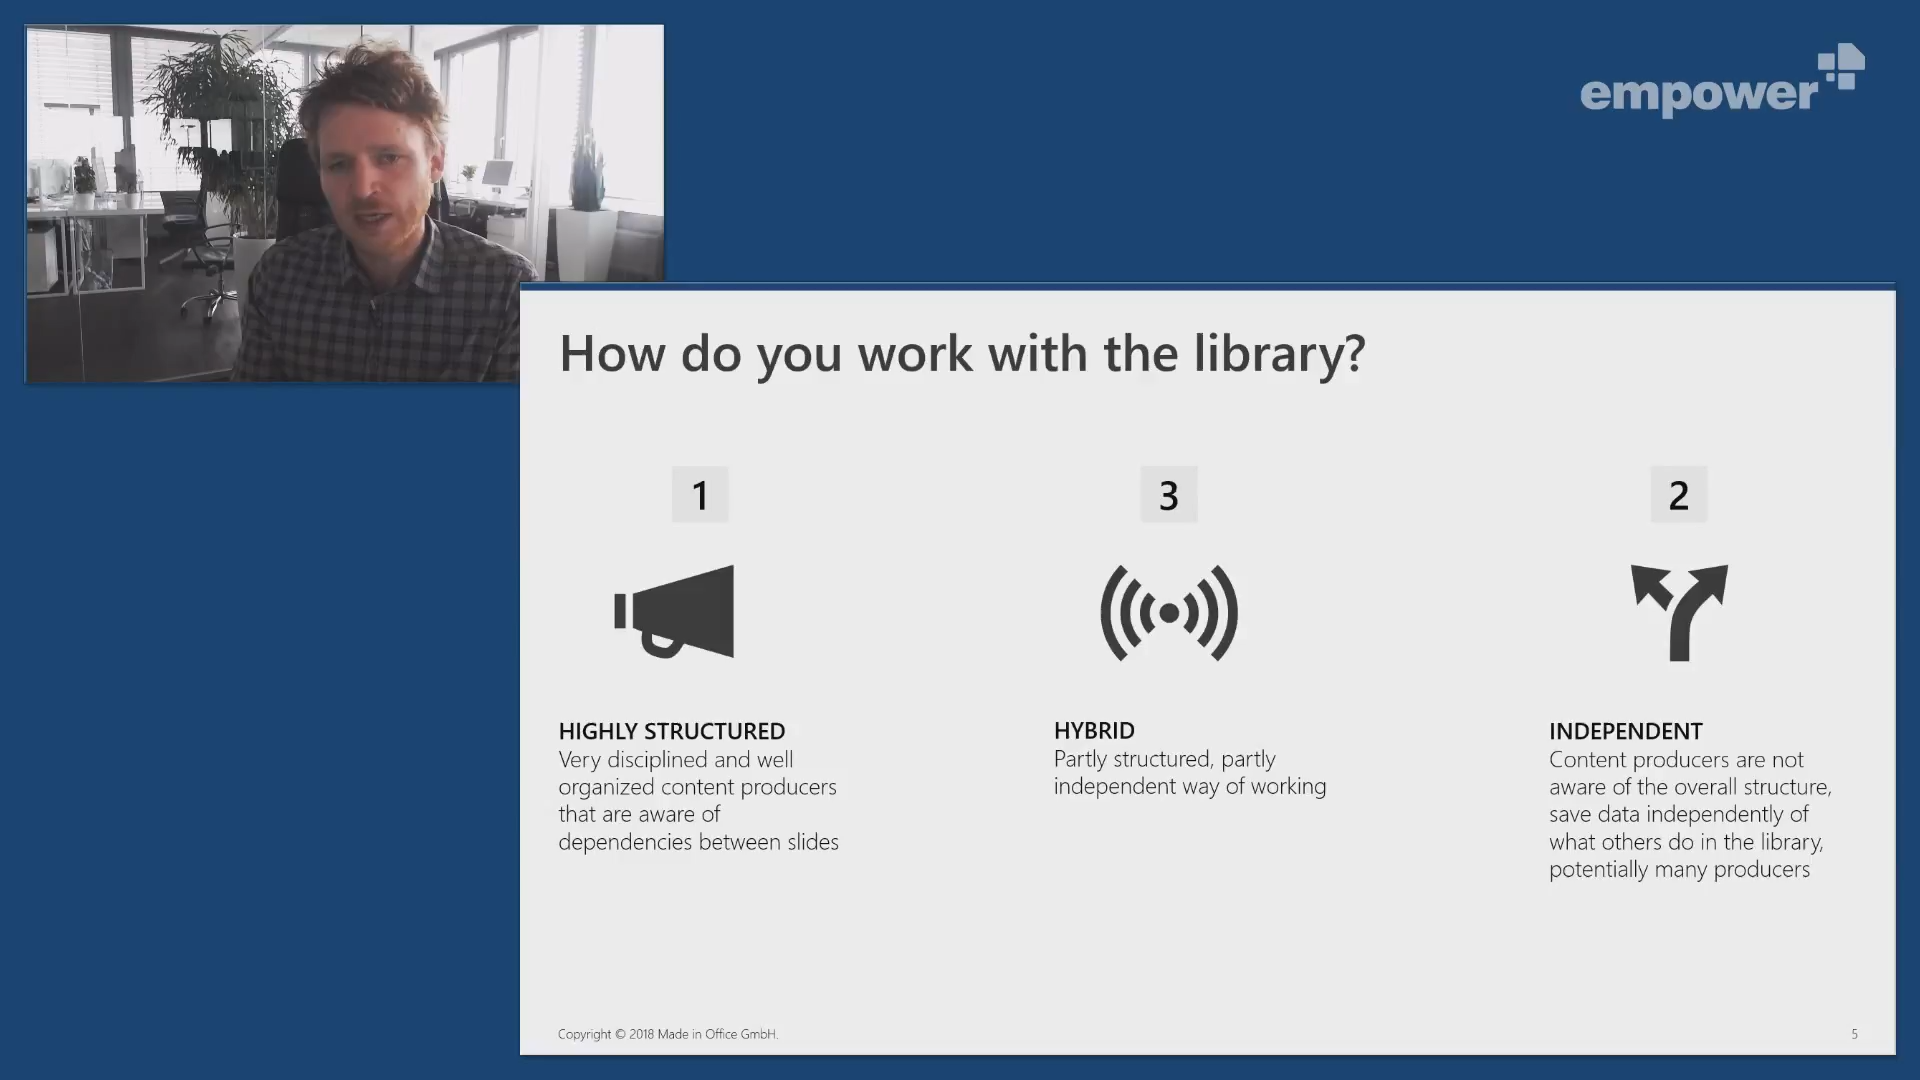 empower
How do you work with the library?
1
HIGHLY STRUCTURED
Very disciplined and well
organized content producers
that are aware of
dependencies between slides
3
HYBRID
Partly structured, partly
independent way of working
2
INDEPENDENT
Content producers are not
aware of the overall structure,
save data independently of
what others do in the library,
potentially many producers
Copyright © 2018 Made in Office GmbH.
5